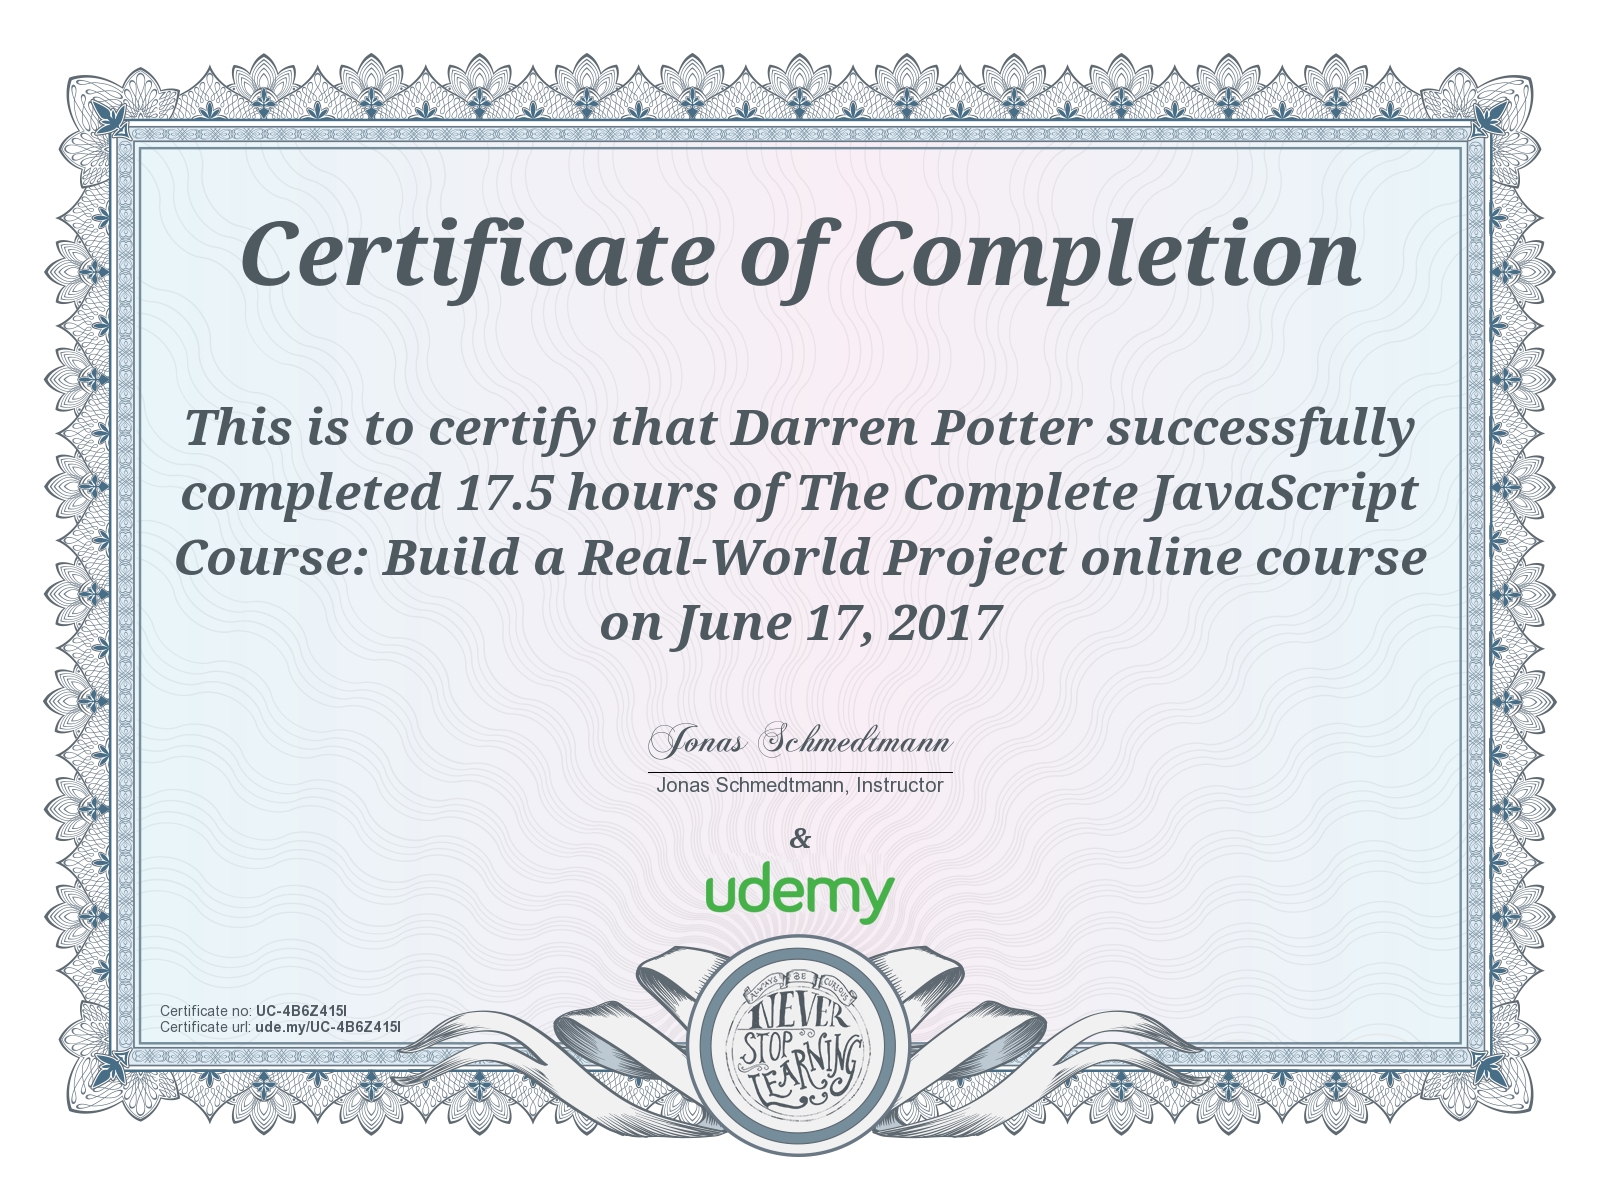 Certificate of Completion
This is to certify that Darren Potter successfully
completed 17.5 hours of The Complete JavaScript
Course: Build a Real-World Project online course
on June 17, 2017
Jonas Schmedtmann
Jonas Schmedtmann, Instructor
&
udemy
Certificate no: UC-4B6Z415I
Certificate url: ude.my/UC-4B6Z415I
ALWAYS BE CURIOUS
NEVER
STOP
LEARNING